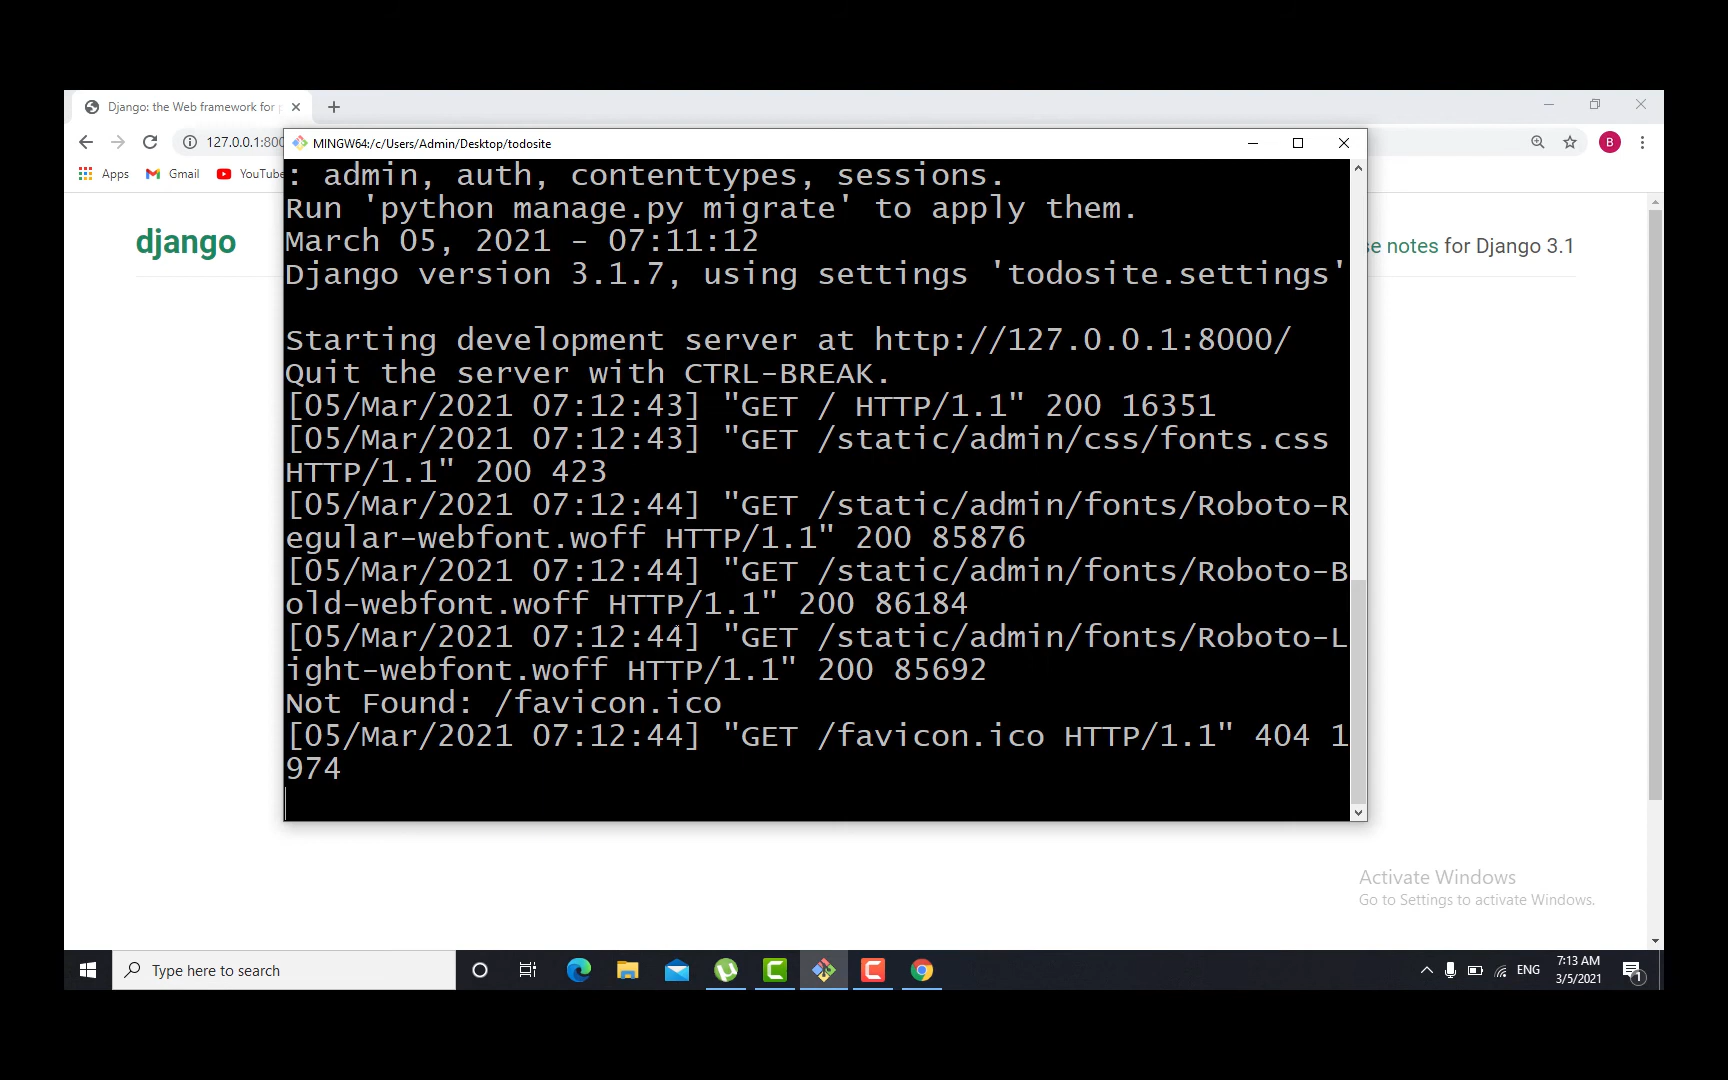 Django: the Web framework for
127.0.0.1:800
B
Apps
Gmail
YouTube
MINGW64:/c/Users/Admin/Desktop/todosite
django
se notes for Django 3.1
: admin, auth, contenttypes, sessions.
Run 'python manage.py migrate' to apply them.
March 05, 2021 - 07:11:12
Django version 3.1.7, using settings 'todosite.settings'
Starting development server at http://127.0.0.1:8000/
Quit the server with CTRL-BREAK.
[05/Mar/2021 07:12:43] "GET / HTTP/1.1" 200 16351
[05/Mar/2021 07:12:43] "GET /static/admin/css/fonts.css
HTTP/1.1" 200 423
[05/Mar/2021 07:12:44] "GET /static/admin/fonts/Roboto-R
egular-webfont.woff HTTP/1.1" 200 85876
[05/Mar/2021 07:12:44] "GET /static/admin/fonts/Roboto-B
old-webfont.woff HTTP/1.1" 200 86184
[05/Mar/2021 07:12:44] "GET /static/admin/fonts/Roboto-L
ight-webfont.woff HTTP/1.1" 200 85692
Not Found: /favicon.ico
[05/Mar/2021 07:12:44] "GET /favicon.ico HTTP/1.1" 404 1
974
Activate Windows
Go to Settings to activate Windows.
Type here to search
ENG
7:13 AM
3/5/2021
1